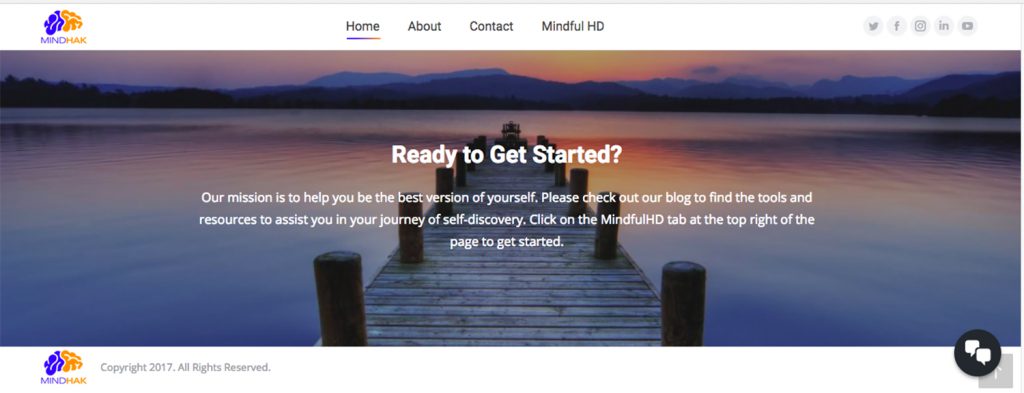 MINDHAK
Home About Contact Mindful HD
Ready to Get Started?
Our mission is to help you be the best version of yourself. Please check out our blog to find the tools and
resources to assist you in your journey of self-discovery. Click on the MindfulHD tab at the top right of the
page to get started.
MINDHAK
Copyright 2017. All Rights Reserved.